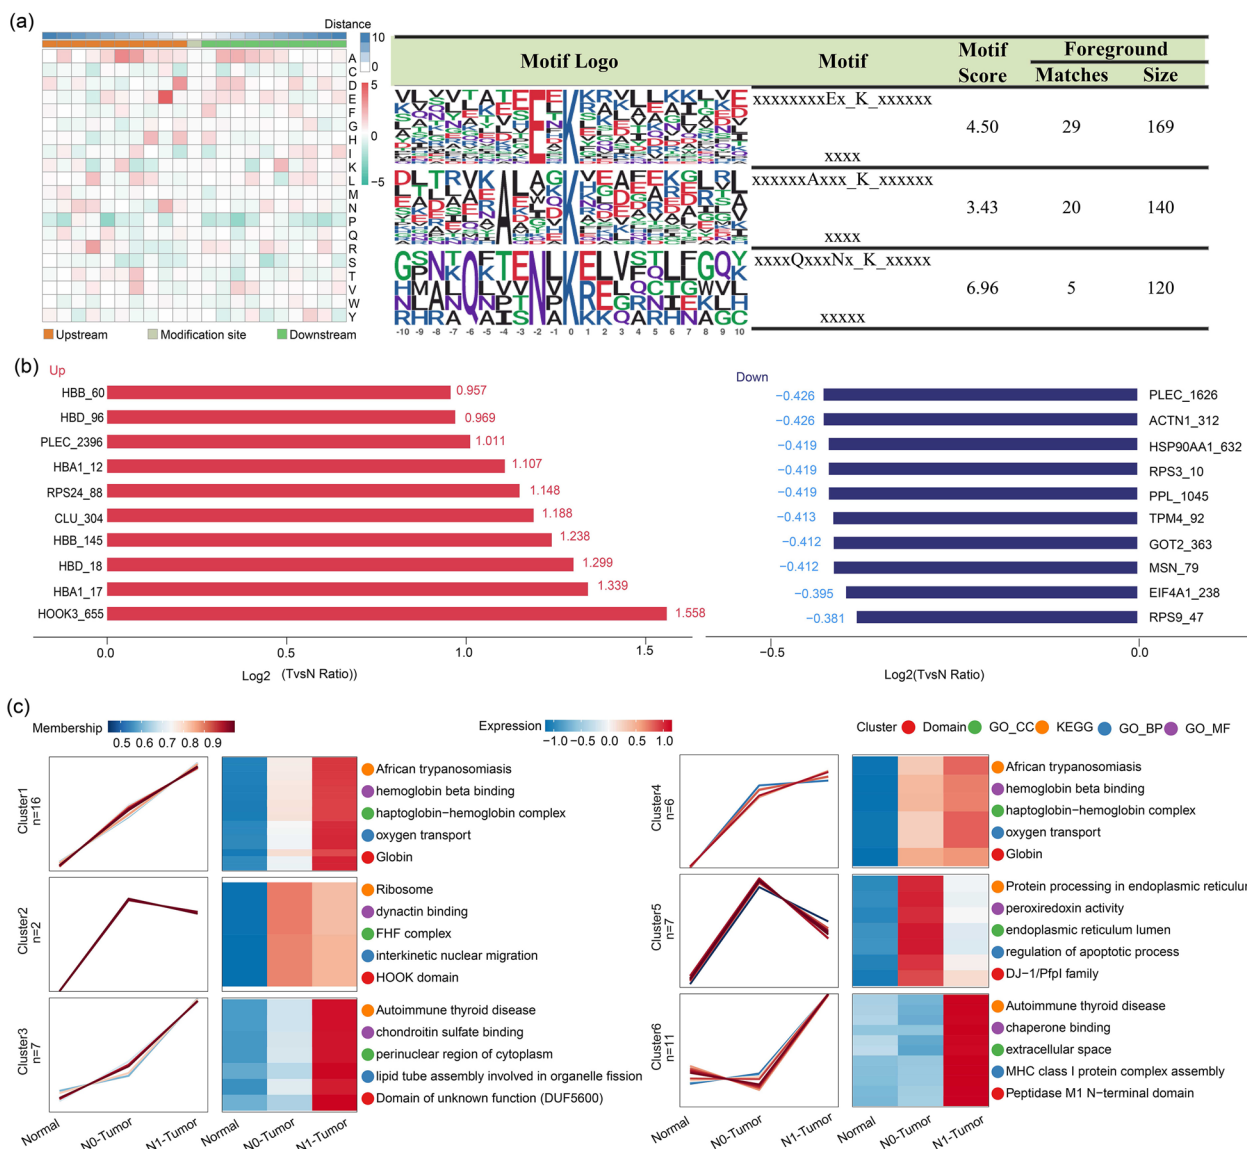 (a)
Distance
10
0
5
0
−5
A
C
D
E
F
G
H
I
K
L
M
N
P
Q
R
S
T
V
W
Y
Upstream
Modification site
Downstream
Motif Logo
Motif
Motif Score
Foreground
Matches
Size
xxxxxxxxEx_K_xxxxxx
xxxx
4.50
29
169
xxxxxxAxxx_K_xxxxxx
xxxx
3.43
20
140
xxxxQxxxNx_K_xxxxx
xxxxx
6.96
5
120
-10 -9 -8 -7 -6 -5 -4 -3 -2 -1 0 1 2 3 4 5 6 7 8 9 10
(b)
Up
HBB_60 0.957
HBD_96 0.969
PLEC_2396 1.011
HBA1_12 1.107
RPS24_88 1.148
CLU_304 1.188
HBB_145 1.238
HBD_18 1.299
HBA1_17 1.339
HOOK3_655 1.558
0.0 0.5 1.0 1.5
Log2 (TvsN Ratio))
Down
−0.426 PLEC_1626
−0.426 ACTN1_312
−0.419 HSP90AA1_632
−0.419 RPS3_10
−0.419 PPL_1045
−0.413 TPM4_92
−0.412 GOT2_363
−0.412 MSN_79
−0.395 EIF4A1_238
−0.381 RPS9_47
−0.5 0.0
Log2(TvsN Ratio)
(c)
Membership
0.5 0.6 0.7 0.8 0.9
Expression
−1.0 −0.5 0.0 0.5 1.0
Cluster Domain GO_CC KEGG GO_BP GO_MF
Cluster1
n=16
African trypanosomiasis
hemoglobin beta binding
haptoglobin−hemoglobin complex
oxygen transport
Globin
Cluster2
n=2
Ribosome
dynactin binding
FHF complex
interkinetic nuclear migration
HOOK domain
Cluster3
n=7
Autoimmune thyroid disease
chondroitin sulfate binding
perinuclear region of cytoplasm
lipid tube assembly involved in organelle fission
Domain of unknown function (DUF5600)
Normal N0-Tumor N1-Tumor Normal N0-Tumor N1-Tumor
Cluster4
n=6
African trypanosomiasis
hemoglobin beta binding
haptoglobin−hemoglobin complex
oxygen transport
Globin
Cluster5
n=7
Protein processing in endoplasmic reticulum
peroxiredoxin activity
endoplasmic reticulum lumen
regulation of apoptotic process
DJ−1/PfpI family
Cluster6
n=11
Autoimmune thyroid disease
chaperone binding
extracellular space
MHC class I protein complex assembly
Peptidase M1 N−terminal domain
Normal N0-Tumor N1-Tumor Normal N0-Tumor N1-Tumor